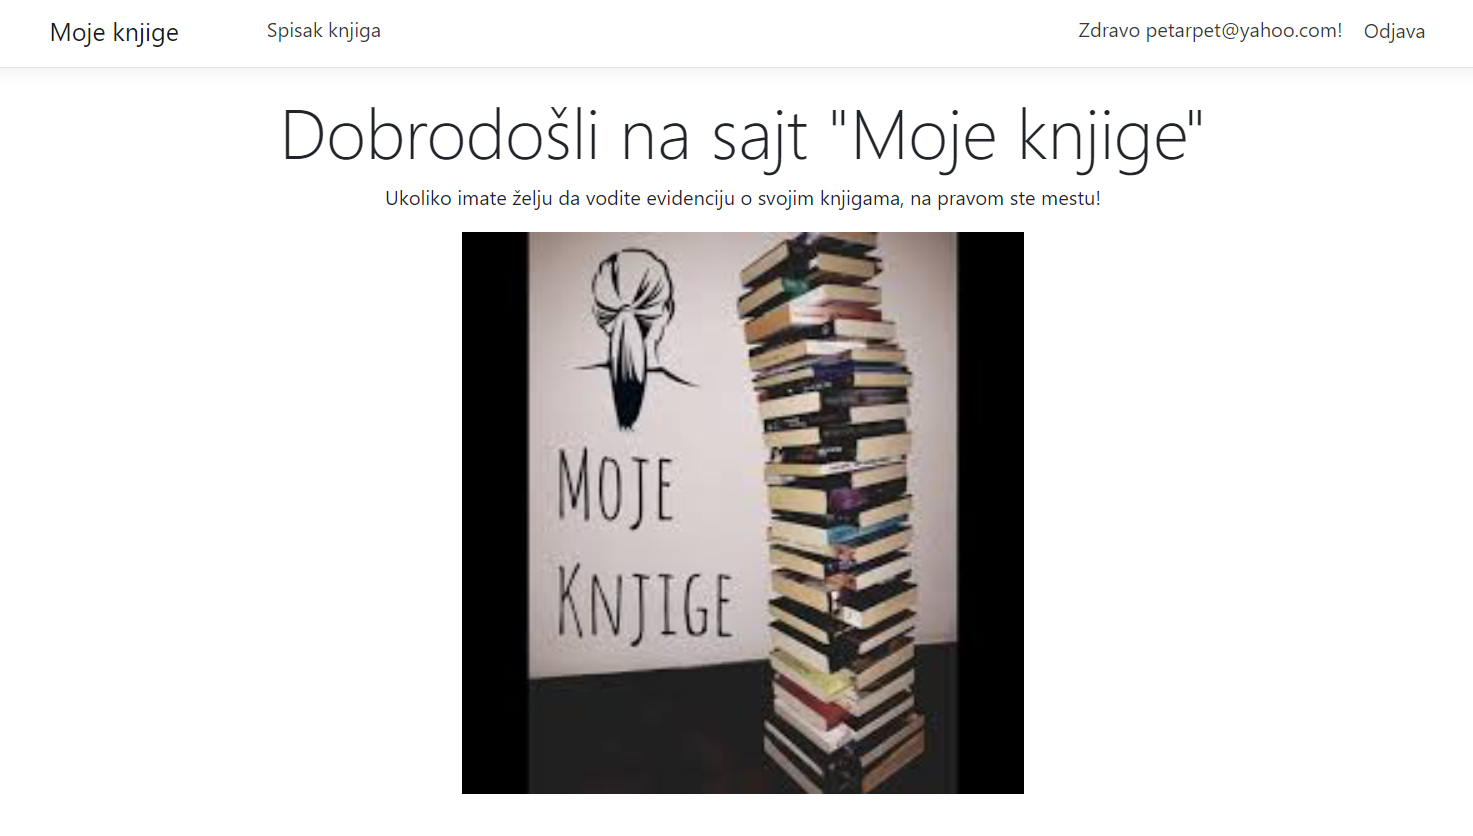 Moje knjige Spisak knjiga Zdravo petarpet@yahoo.com! Odjava
Dobrodošli na sajt "Moje knjige"
Ukoliko imate želju da vodite evidenciju o svojim knjigama, na pravom ste mestu!
MOJE
KNJIGE